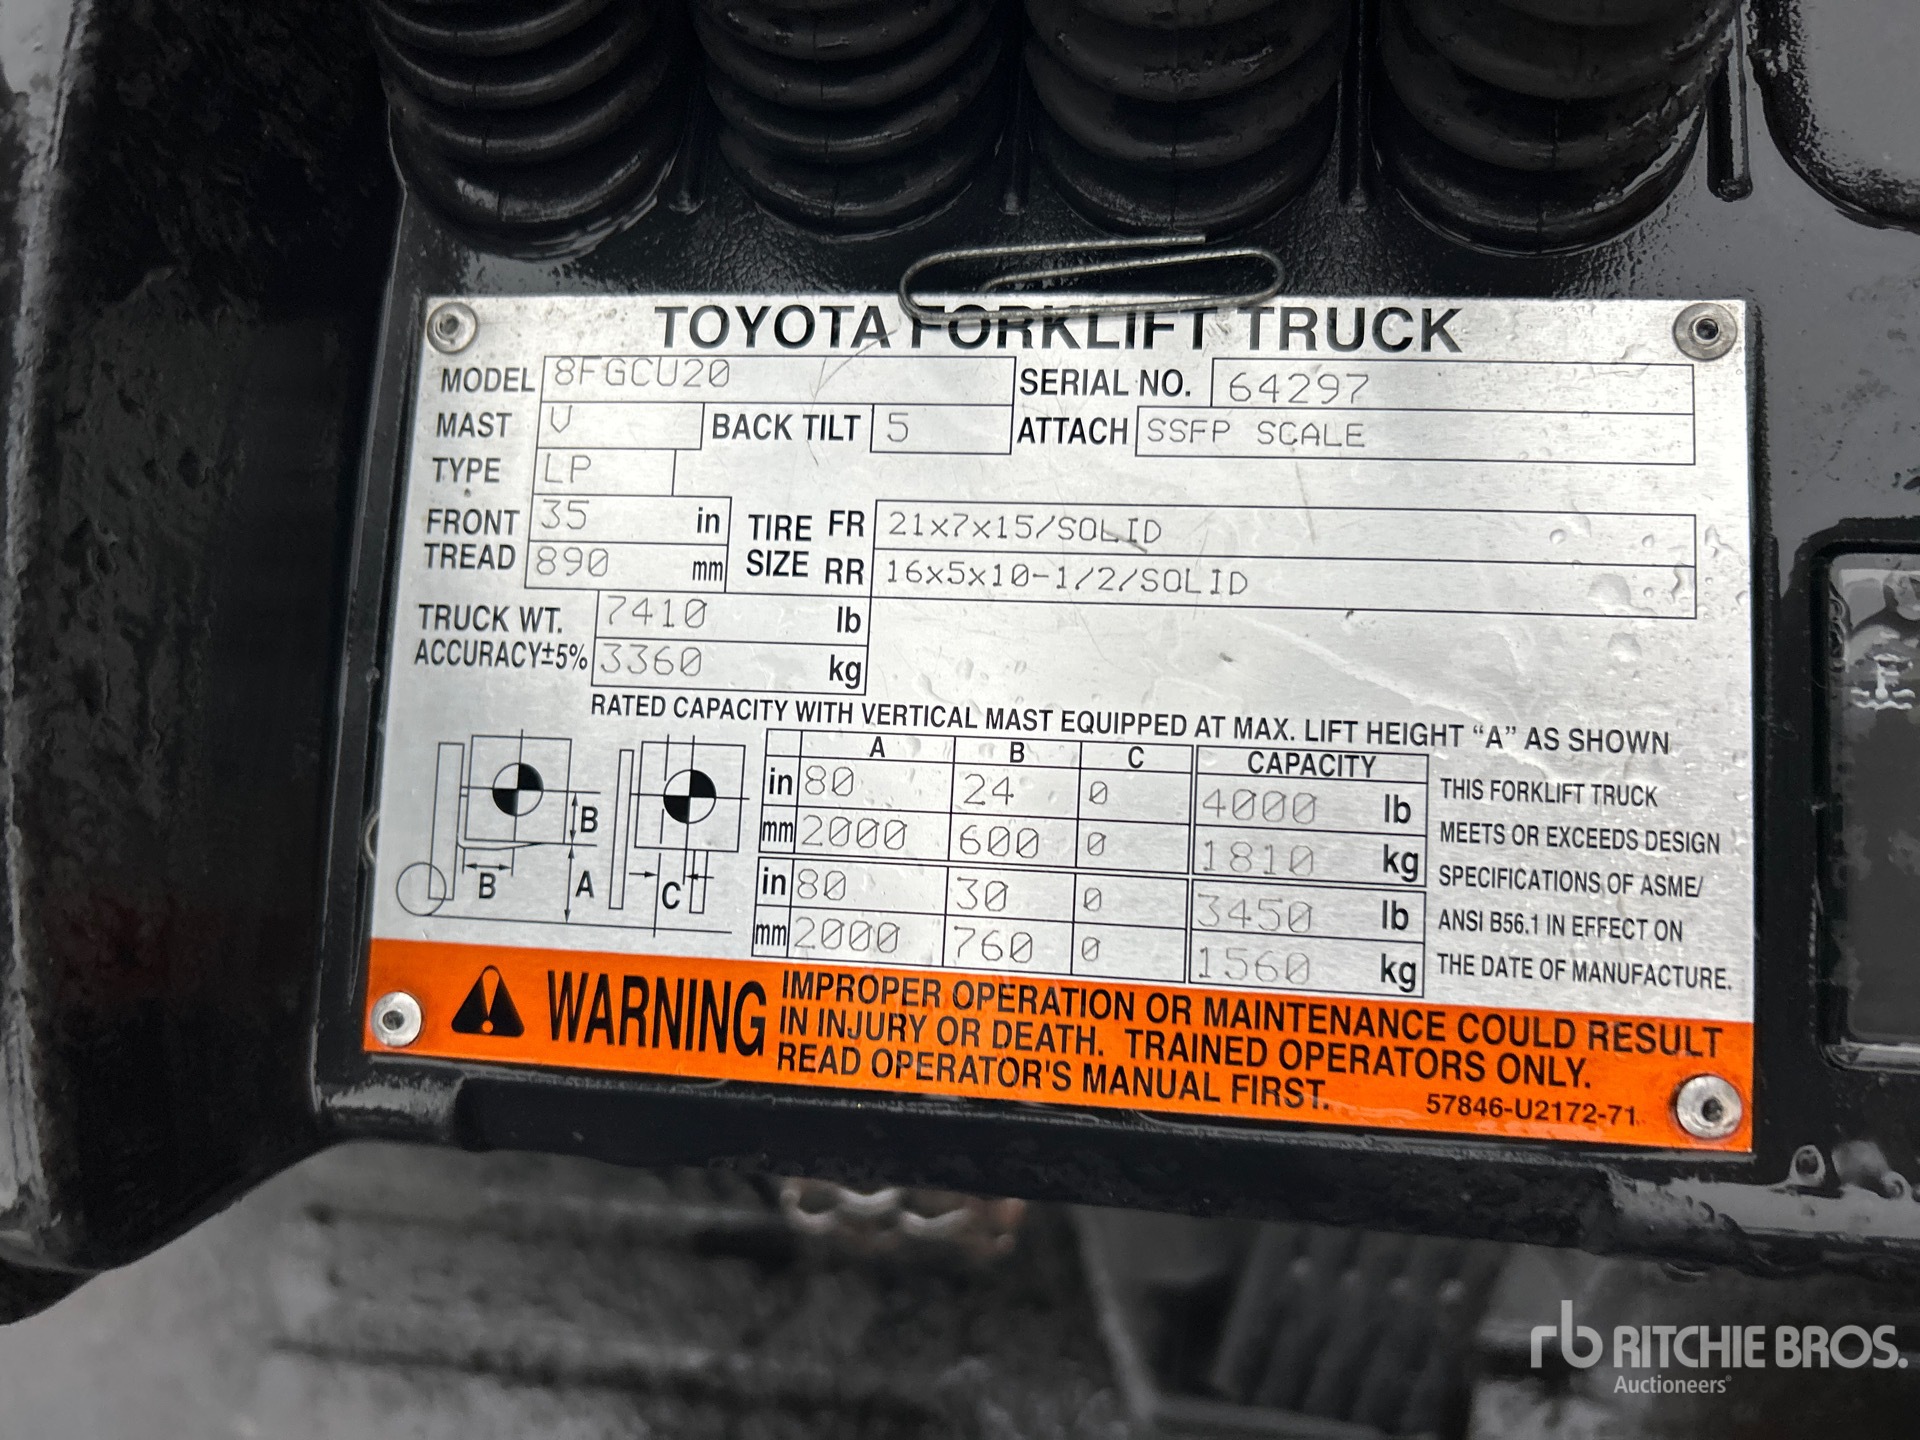 TOYOTA FORKLIFT TRUCK
MODEL 8FGCU20 SERIAL NO. 64297
MAST V BACK TILT 5 ATTACH SSFP SCALE
TYPE LP
FRONT TREAD 35 in TIRE SIZE FR 21x7x15/SOLID
890 mm RR 16x5x10-1/2/SOLID
TRUCK WT. 7410 lb
ACCURACY±5% 3360 kg
RATED CAPACITY WITH VERTICAL MAST EQUIPPED AT MAX. LIFT HEIGHT “A” AS SHOWN
A B C CAPACITY
in 80 24 0 4000 lb
mm 2000 600 0 1810 kg
in 80 30 0 3450 lb
mm 2000 760 0 1560 kg
B
B A C
THIS FORKLIFT TRUCK
MEETS OR EXCEEDS DESIGN
SPECIFICATIONS OF ASME/
ANSI B56.1 IN EFFECT ON
THE DATE OF MANUFACTURE.
WARNING
IMPROPER OPERATION OR MAINTENANCE COULD RESULT
IN INJURY OR DEATH. TRAINED OPERATORS ONLY.
READ OPERATOR'S MANUAL FIRST.
57846-U2172-71
rb RITCHIE BROS.
Auctioneers®